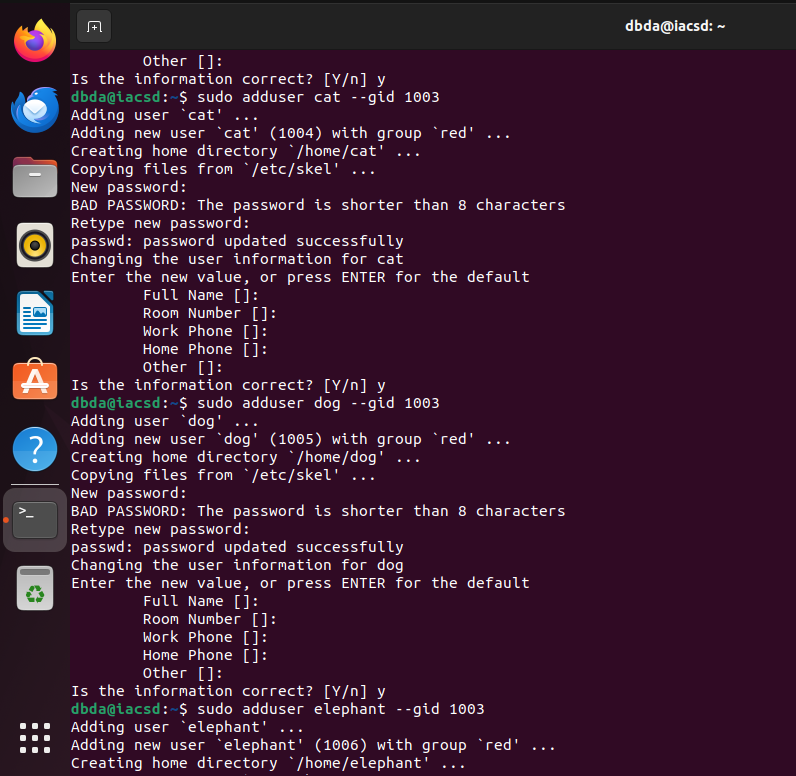 dbda@iacsd: ~
Other []:
Is the information correct? [Y/n] y
dbda@iacsd:~$ sudo adduser cat --gid 1003
Adding user `cat' ...
Adding new user `cat' (1004) with group `red' ...
Creating home directory `/home/cat' ...
Copying files from `/etc/skel' ...
New password:
BAD PASSWORD: The password is shorter than 8 characters
Retype new password:
passwd: password updated successfully
Changing the user information for cat
Enter the new value, or press ENTER for the default
Full Name []:
Room Number []:
Work Phone []:
Home Phone []:
Other []:
Is the information correct? [Y/n] y
dbda@iacsd:~$ sudo adduser dog --gid 1003
Adding user `dog' ...
Adding new user `dog' (1005) with group `red' ...
Creating home directory `/home/dog' ...
Copying files from `/etc/skel' ...
New password:
BAD PASSWORD: The password is shorter than 8 characters
Retype new password:
passwd: password updated successfully
Changing the user information for dog
Enter the new value, or press ENTER for the default
Full Name []:
Room Number []:
Work Phone []:
Home Phone []:
Other []:
Is the information correct? [Y/n] y
dbda@iacsd:~$ sudo adduser elephant --gid 1003
Adding user `elephant' ...
Adding new user `elephant' (1006) with group `red' ...
Creating home directory `/home/elephant' ...